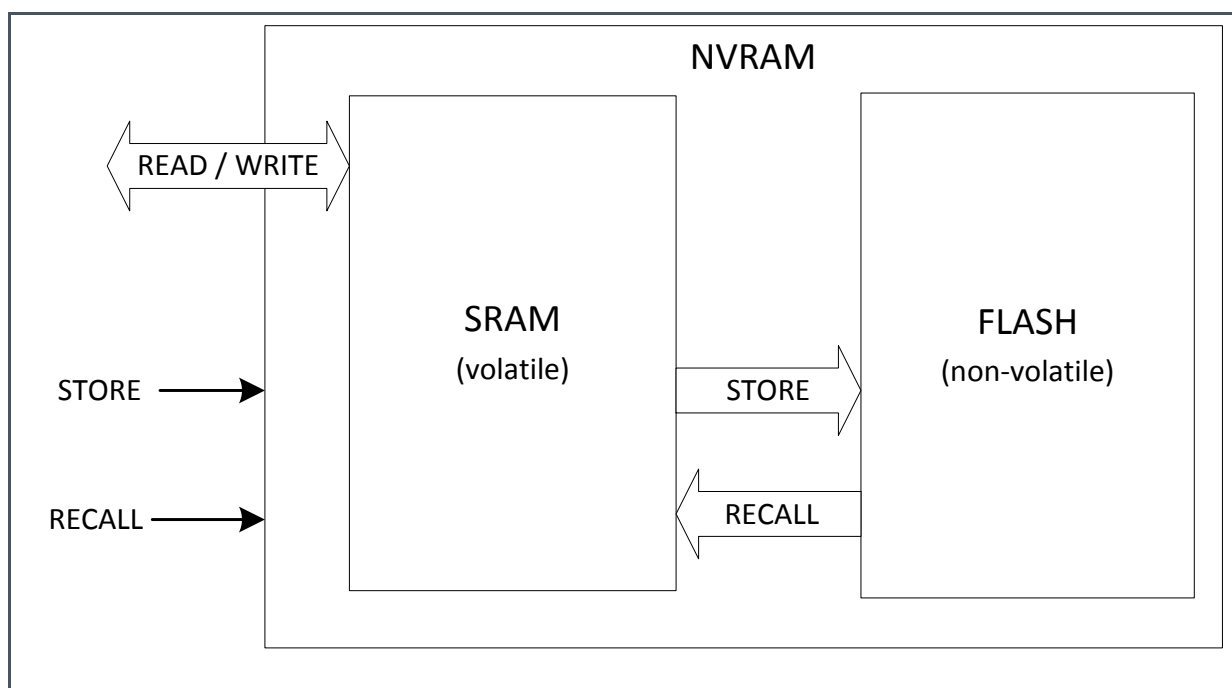 NVRAM
READ / WRITE
SRAM
(volatile)
FLASH
(non-volatile)
STORE
STORE
RECALL
RECALL